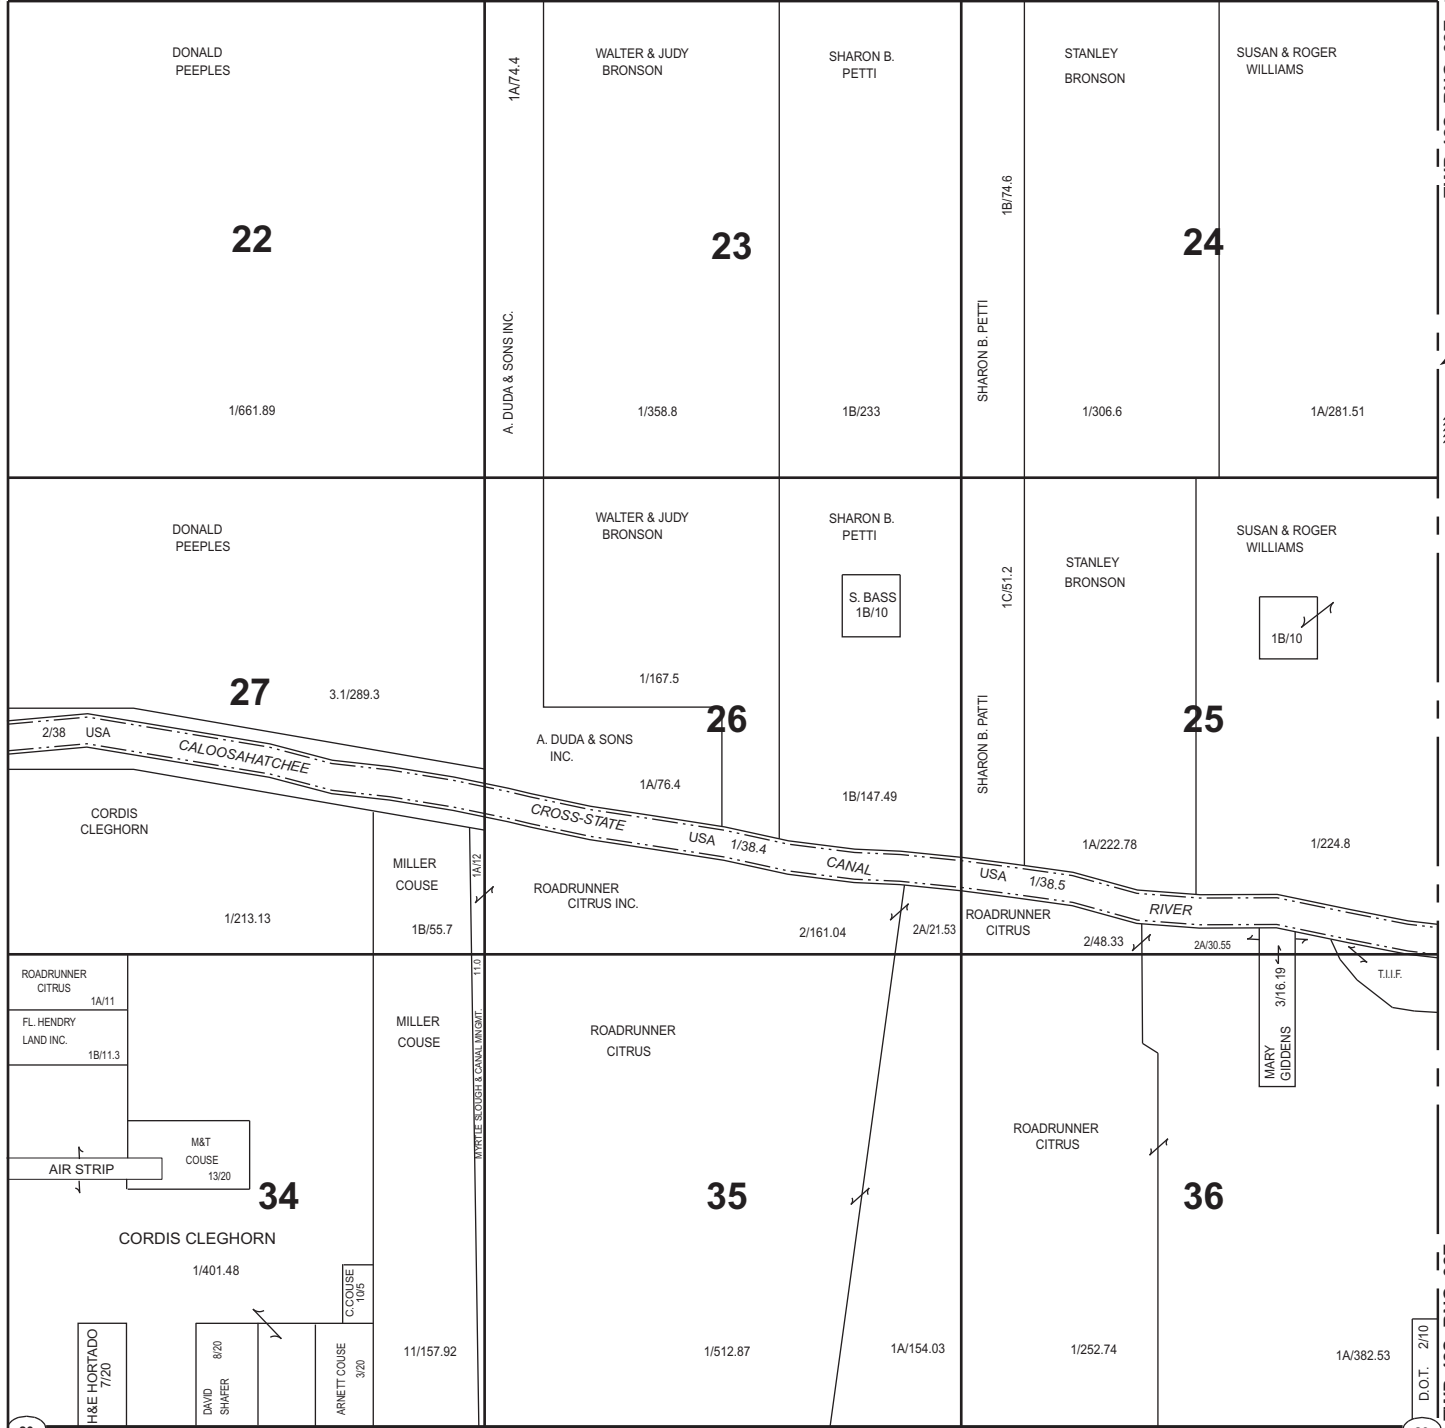 DONALD
PEEPLES
22
1/661.89
1A/74.4
A. DUDA & SONS INC.
WALTER & JUDY
BRONSON
23
1/358.8
SHARON B.
PETTI
1B/233
1B/74.6
SHARON B. PETTI
STANLEY
BRONSON
24
1/306.6
SUSAN & ROGER
WILLIAMS
1A/281.51
DONALD
PEEPLES
27
3.1/289.3
2/38 USA
CALOOSAHATCHEE
CORDIS
CLEGHORN
1/213.13
MILLER
COUSE
1B/55.7
1A/12
WALTER & JUDY
BRONSON
1/167.5
26
A. DUDA & SONS
INC.
1A/76.4
SHARON B.
PETTI
S. BASS
1B/10
1B/147.49
CROSS-STATE
USA 1/38.4
CANAL
ROADRUNNER
CITRUS INC.
2/161.04
2A/21.53
1C/51.2
SHARON B. PATTI
STANLEY
BRONSON
25
1A/222.78
SUSAN & ROGER
WILLIAMS
1B/10
1/224.8
USA 1/38.5
RIVER
ROADRUNNER
CITRUS
2/48.33
2A/30.55
ROADRUNNER
CITRUS
1A/11
FL. HENDRY
LAND INC.
1B/11.3
M&T
COUSE
13/20
AIR STRIP
34
CORDIS CLEGHORN
1/401.48
C.COUSE
10/5
H&E HORTADO
7/20
DAVID
SHAFER
8/20
ARNETT COUSE
3/20
MILLER
COUSE
11/157.92
11.0
MYRTLE SLOUGH & CANAL MNGMT.
ROADRUNNER
CITRUS
35
1/512.87
1A/154.03
ROADRUNNER
CITRUS
36
1/252.74
MARY
GIDDENS
3/16.19
T.I.I.F.
1A/382.53
D.O.T. 2/10